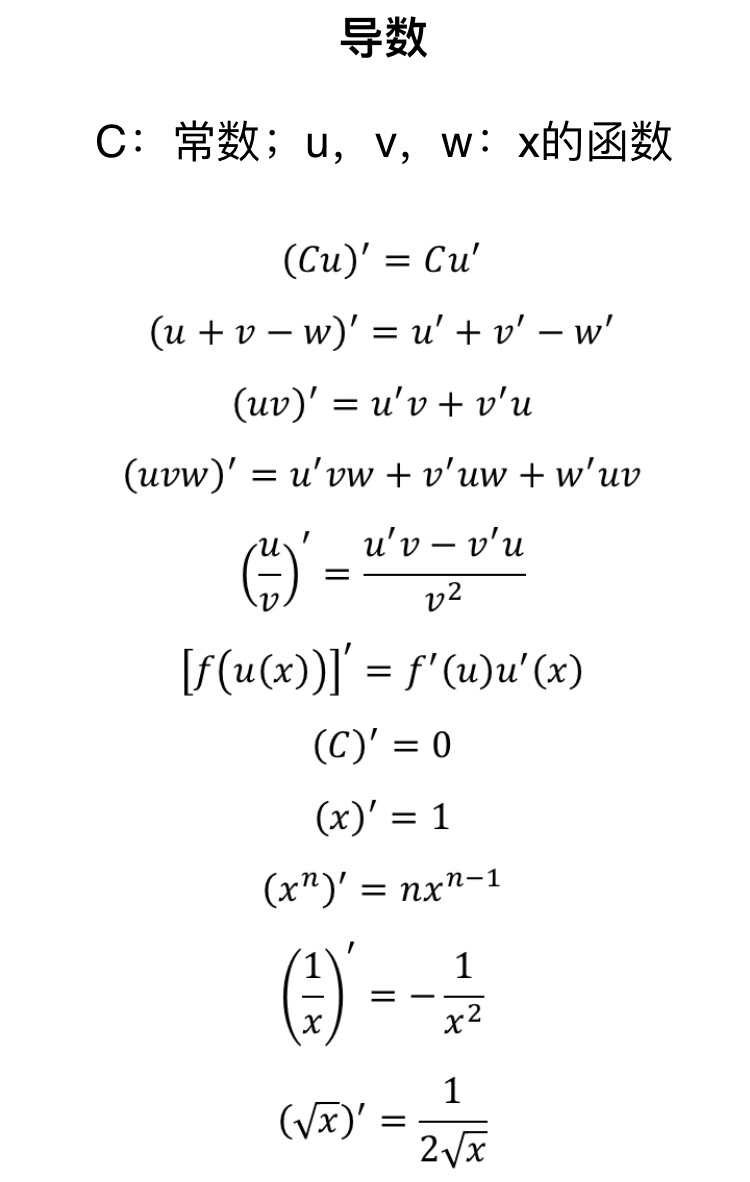 导数
C：常数；u，v，w：x的函数
(Cu)′ = Cu′
(u + v − w)′ = u′ + v′ − w′
(uv)′ = u′v + v′u
(uvw)′ = u′vw + v′uw + w′uv
(u/v)′ = (u′v − v′u)/v²
[f(u(x))]′ = f′(u)u′(x)
(C)′ = 0
(x)′ = 1
(xⁿ)′ = nxⁿ⁻¹
(1/x)′ = −1/x²
(√x)′ = 1/(2√x)